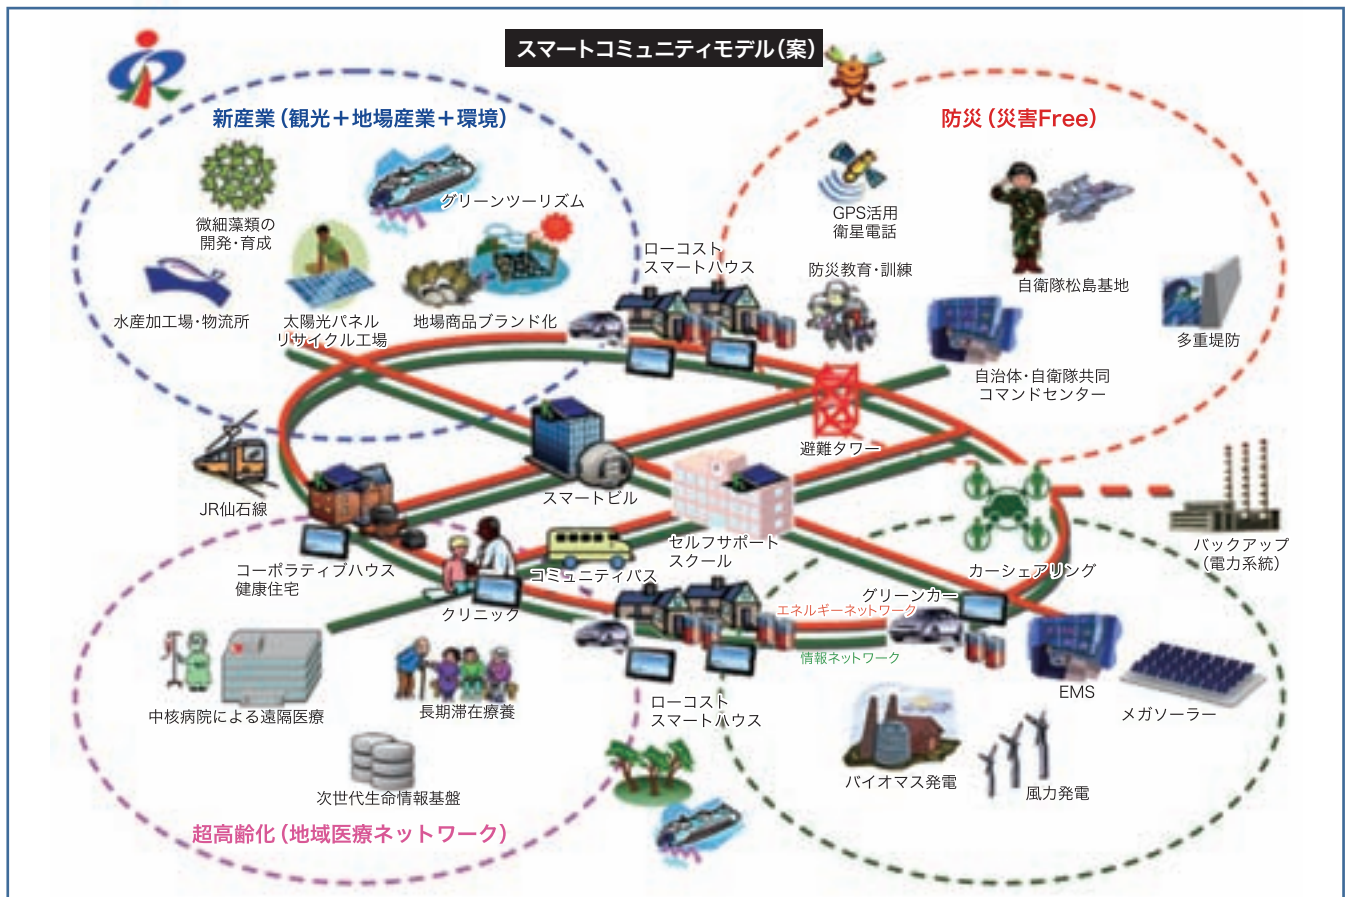 スマートコミュニティモデル(案)
新産業(観光＋地場産業＋環境)
防災(災害Free)
グリーンツーリズム
微細藻類の
開発・育成
GPS活用
衛星電話
ローコスト
スマートハウス
防災教育・訓練
自衛隊松島基地
水産加工場・物流所
太陽光パネル
リサイクル工場
地場商品ブランド化
多重堤防
自治体・自衛隊共同
コマンドセンター
避難タワー
JR仙石線
スマートビル
セルフサポート
スクール
バックアップ
(電力系統)
コーポラティブハウス
健康住宅
コミュニティバス
カーシェアリング
クリニック
グリーンカー
エネルギーネットワーク
情報ネットワーク
EMS
メガソーラー
中核病院による遠隔医療
長期滞在療養
ローコスト
スマートハウス
バイオマス発電
風力発電
次世代生命情報基盤
超高齢化(地域医療ネットワーク)